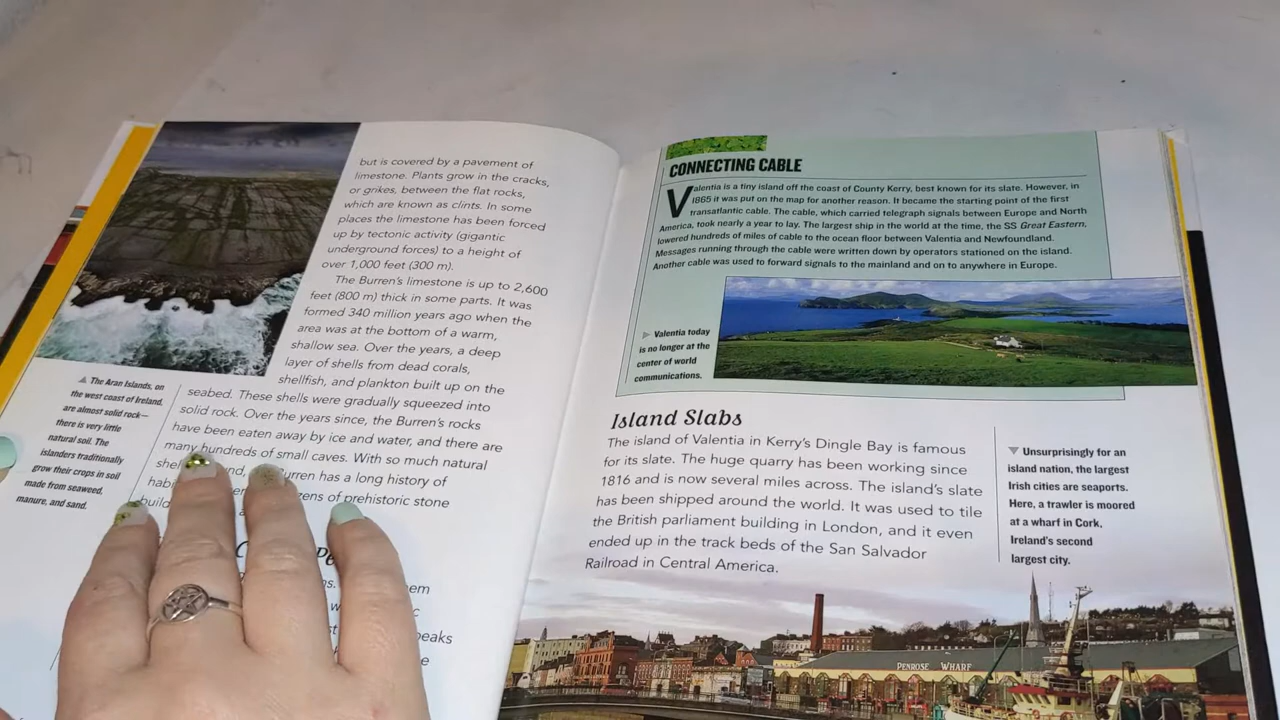 but is covered by a pavement of
limestone. Plants grow in the cracks,
or grikes, between the flat rocks,
which are known as clints. In some
places the limestone has been forced
up by tectonic activity (gigantic
underground forces) to a height of
over 1,000 feet (300 m).
The Burren's limestone is up to 2,600
feet (800 m) thick in some parts. It was
formed 340 million years ago when the
area was at the bottom of a warm,
shallow sea. Over the years, a deep
layer of shells from dead corals,
shellfish, and plankton built up on the
seabed. These shells were gradually squeezed into
solid rock. Over the years since, the Burren's rocks
have been eaten away by ice and water, and there are
many hundreds of small caves. With so much natural
has a long history of
of prehistoric stone
The Aran Islands, on
the west coast of Ireland,
are almost solid rock—
there is very little
natural soil. The
islanders traditionally
grow their crops in soil
made from seaweed,
manure, and sand.
CONNECTING CABLE
Valentia is a tiny island off the coast of County Kerry, best known for its slate. However, in
1865 it was put on the map for another reason. It became the starting point of the first
transatlantic cable. The cable, which carried telegraph signals between Europe and North
America, took nearly a year to lay. The largest ship in the world at the time, the SS Great Eastern,
lowered hundreds of miles of cable to the ocean floor between Valentia and Newfoundland.
Messages running through the cable were written down by operators stationed on the island.
Another cable was used to forward signals to the mainland and on to anywhere in Europe.
Valentia today
is no longer at the
center of world
communications.
Island Slabs
The island of Valentia in Kerry's Dingle Bay is famous
for its slate. The huge quarry has been working since
1816 and is now several miles across. The island's slate
has been shipped around the world. It was used to tile
the British parliament building in London, and it even
ended up in the track beds of the San Salvador
Railroad in Central America.
Unsurprisingly for an
island nation, the largest
Irish cities are seaports.
Here, a trawler is moored
at a wharf in Cork,
Ireland's second
largest city.
PENROSE WHARF